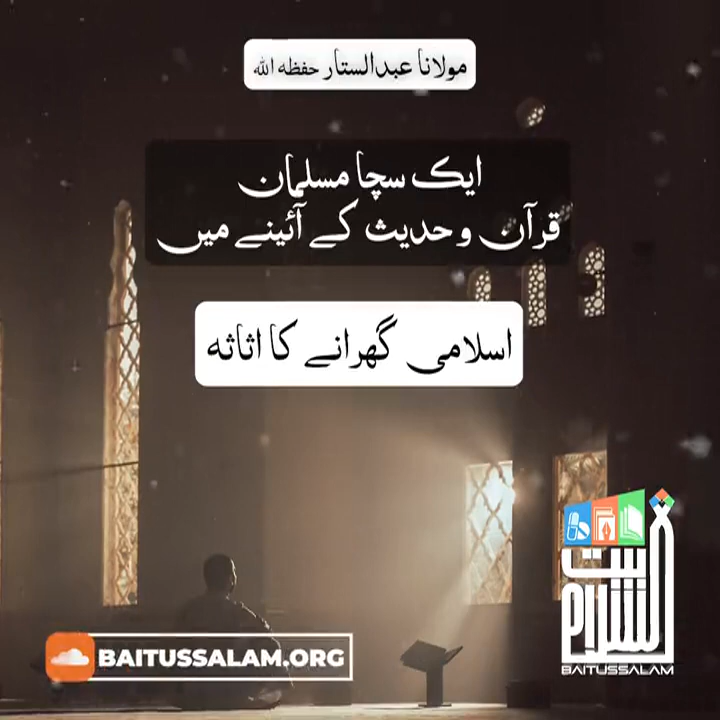 مولانا عبدالستار حفظہ اللہ
ایک سچا مسلمان
قرآن و حدیث کے آئینے میں
اسلامی گھرانے کا اثاثہ
بیت
السلام
BAITUSSALAM
BAITUSSALAM.ORG